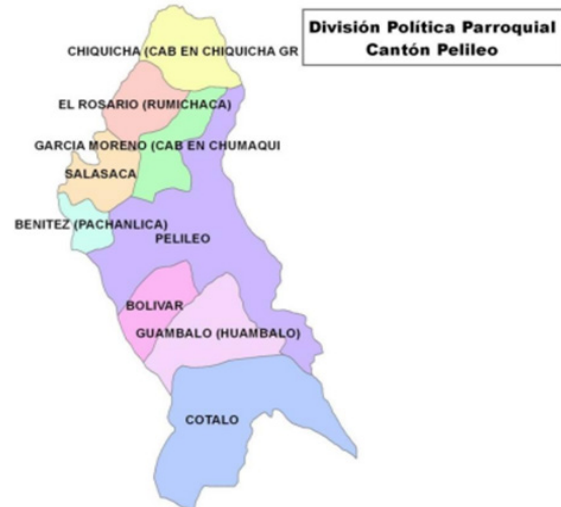 División Política Parroquial
Cantón Pelileo
CHIQUICHA (CAB EN CHIQUICHA GR
EL ROSARIO (RUMICHACA)
GARCIA MORENO (CAB EN CHUMAQUI
SALASACA
BENITEZ (PACHANLICA)
PELILEO
BOLIVAR
GUAMBALO (HUAMBALO)
COTALO